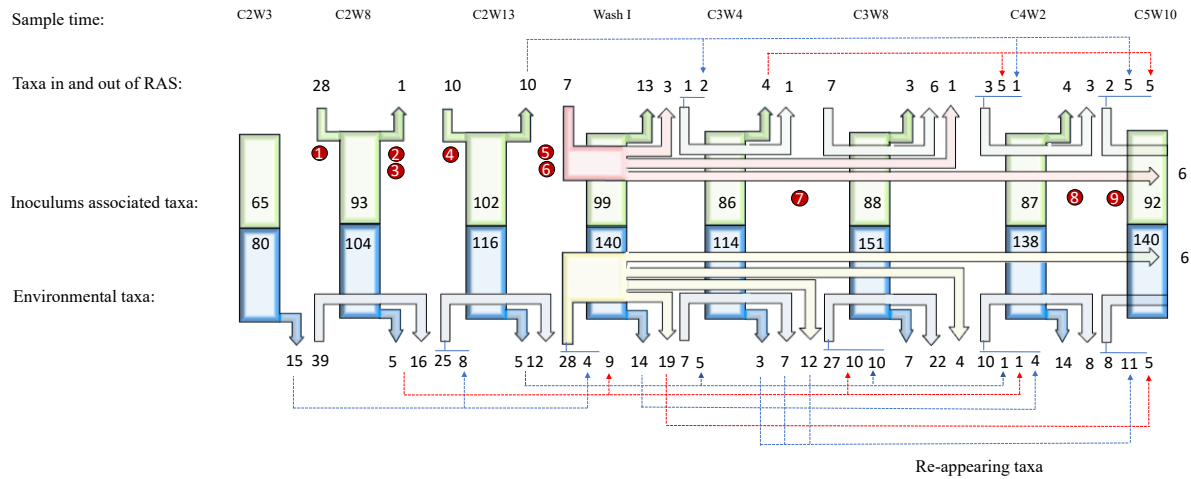 Sample time: C2W3 C2W8 C2W13 Wash I C3W4 C3W8 C4W2 C5W10
Taxa in and out of RAS: 28 1 10 10 7 13 3 1 2 4 1 7 3 6 1 3 5 1 4 3 2 5 5
1 2 4 5
3 6
6
7 8 9
Inoculums associated taxa: 65 93 102 99 86 88 87 92
80 104 116 140 114 151 138 140
6
Environmental taxa:
15 39 5 16 25 8 5 12 28 4 9 14 19 7 5 3 7 12 27 10 10 7 22 4 10 1 1 4 14 8 8 11 5
Re-appearing taxa